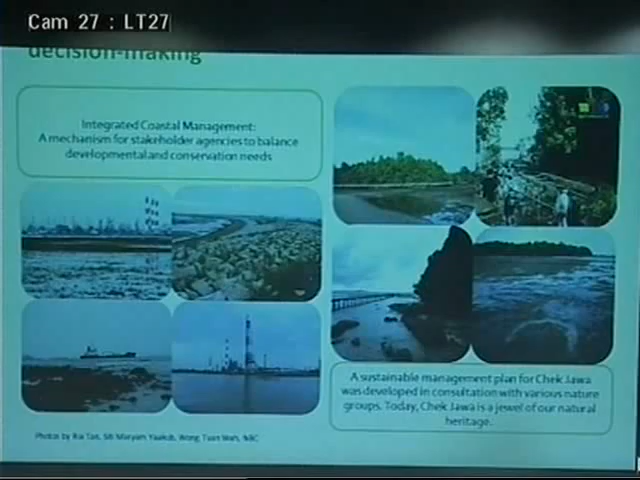 Cam 27 : LT27
decision-making
Integrated Coastal Management:
A mechanism for stakeholder agencies to balance
developmental and conservation needs
A sustainable management plan for Chek Jawa
was developed in consultation with various nature
groups. Today, Chek Jawa is a jewel of our natural
heritage.
Photos by Ria Tan, Siti Maryam Yaakub, Wong Tuan Wah, NBC